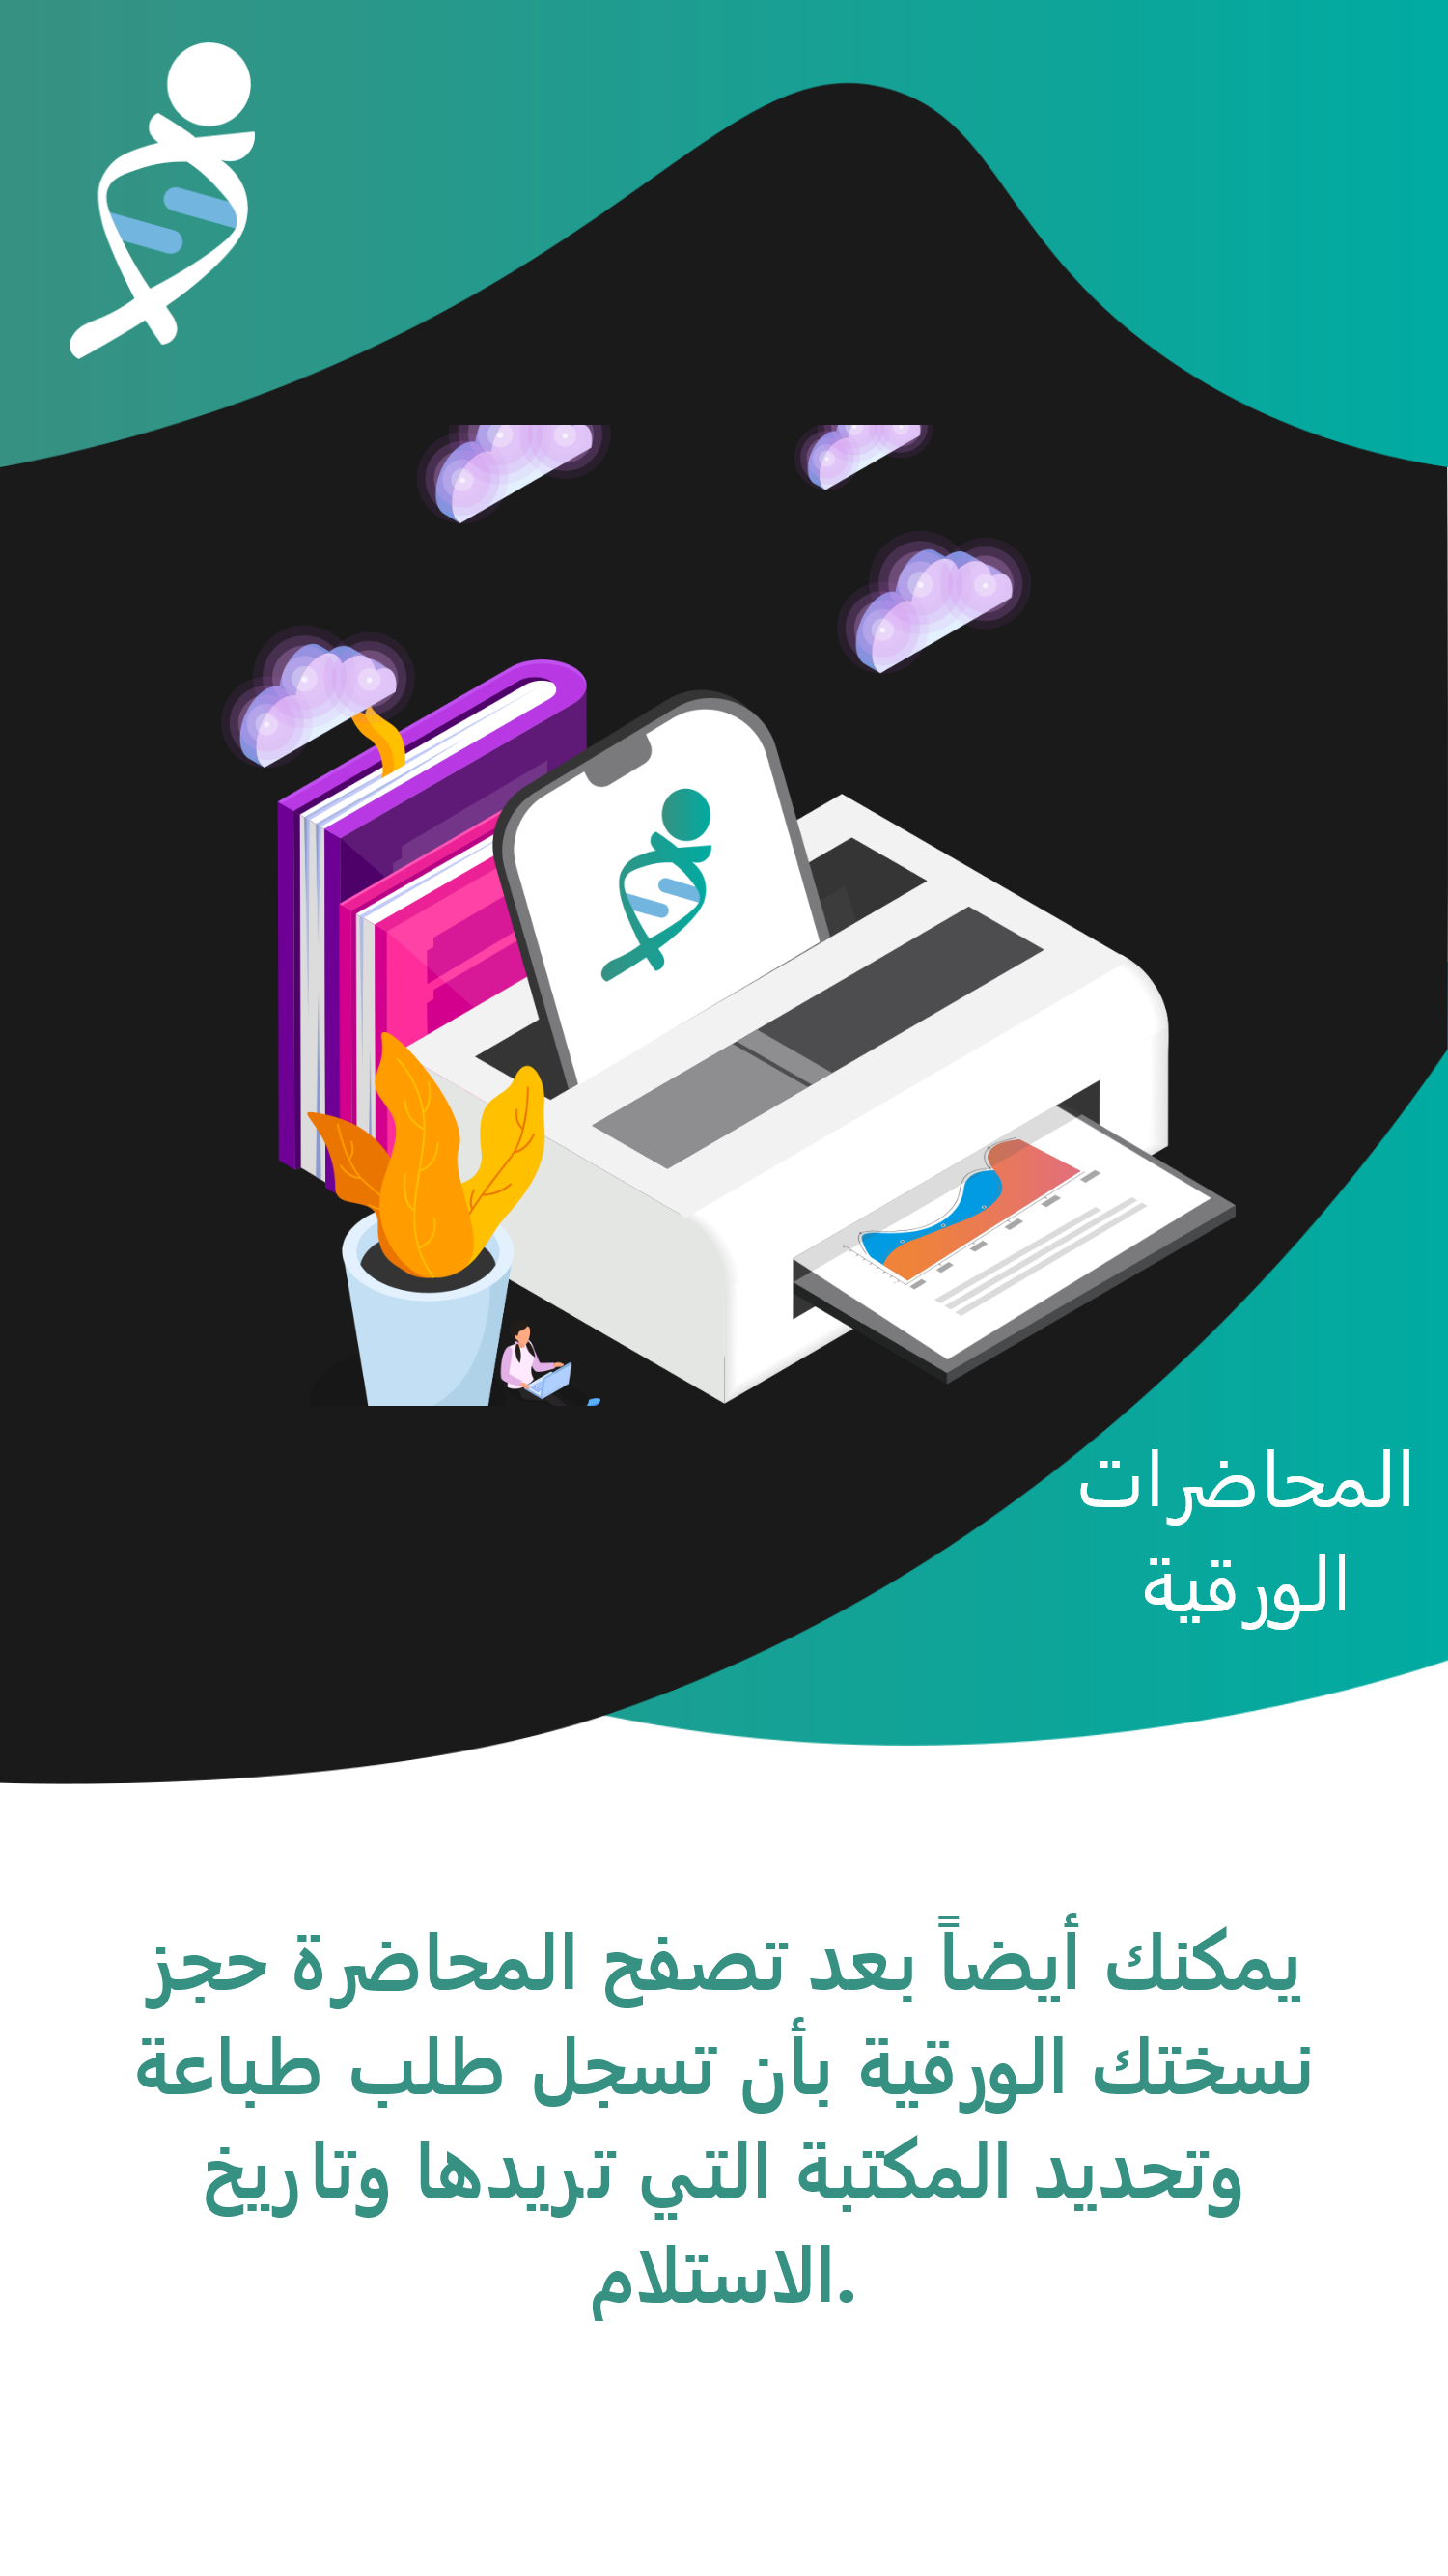 المحاضرات
الورقية
يمكنك أيضاً بعد تصفح المحاضرة حجز
نسختك الورقية بأن تسجل طلب طباعة
وتحديد المكتبة التي تريدها وتاريخ
.الاستلام